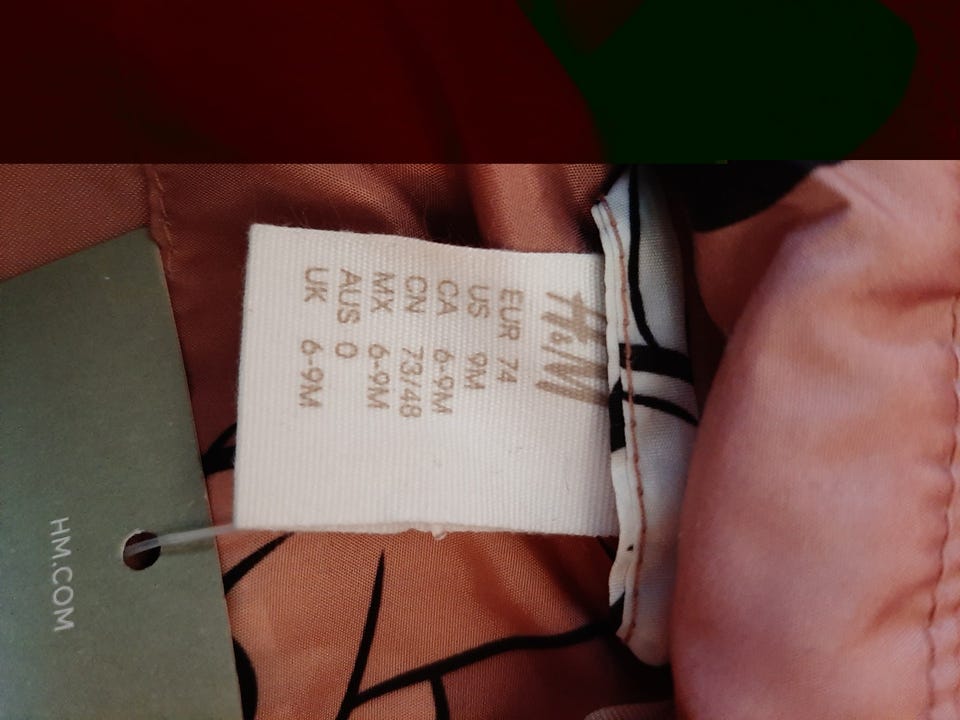 H&M
EUR 74
US 9M
CA 6-9M
CN 73/48
MX 6-9M
AUS 0
UK 6-9M
HM.COM